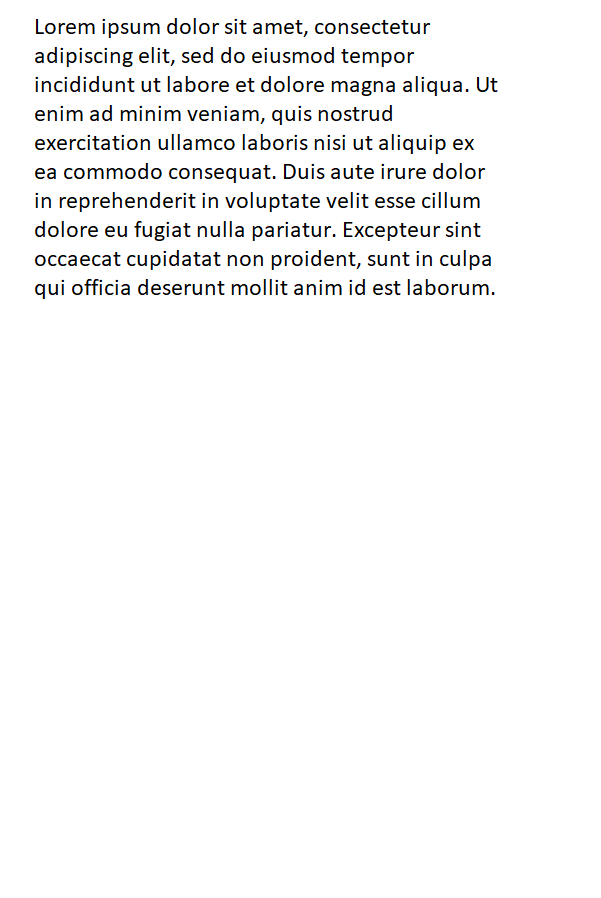 Lorem ipsum dolor sit amet, consectetur
adipiscing elit, sed do eiusmod tempor
incididunt ut labore et dolore magna aliqua. Ut
enim ad minim veniam, quis nostrud
exercitation ullamco laboris nisi ut aliquip ex
ea commodo consequat. Duis aute irure dolor
in reprehenderit in voluptate velit esse cillum
dolore eu fugiat nulla pariatur. Excepteur sint
occaecat cupidatat non proident, sunt in culpa
qui officia deserunt mollit anim id est laborum.